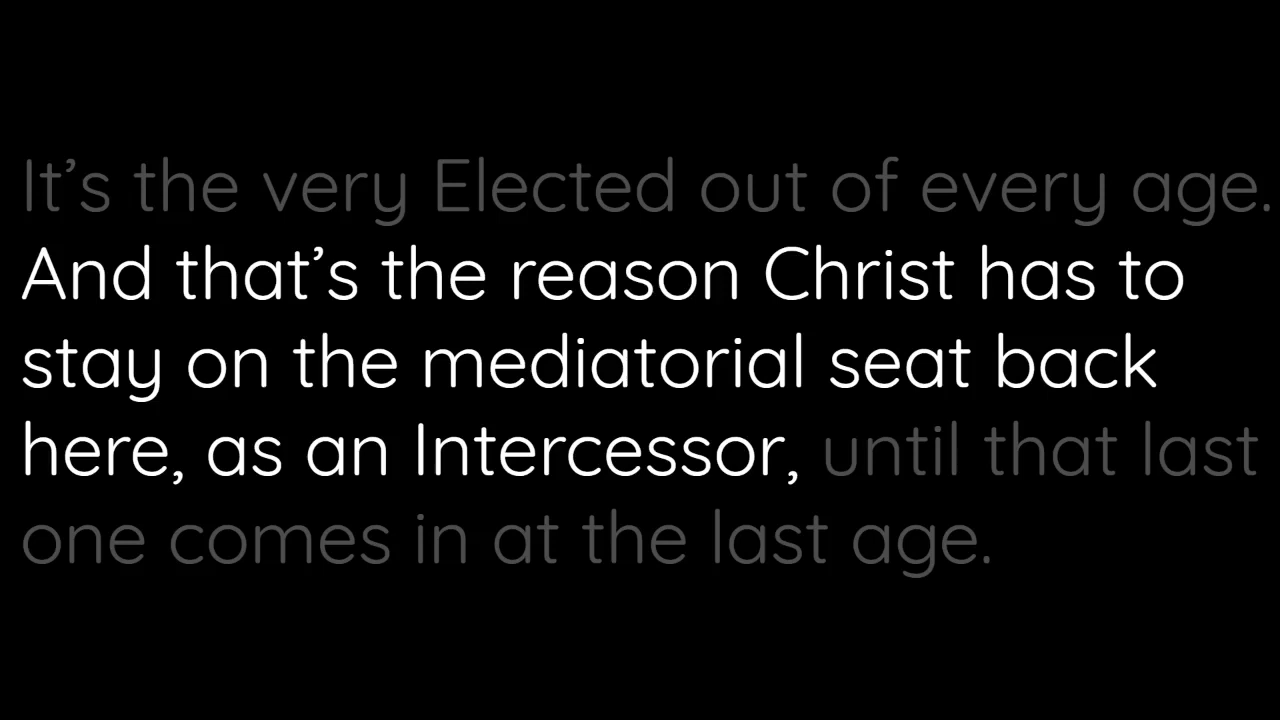 It’s the very Elected out of every age.
And that’s the reason Christ has to
stay on the mediatorial seat back
here, as an Intercessor, until that last
one comes in at the last age.